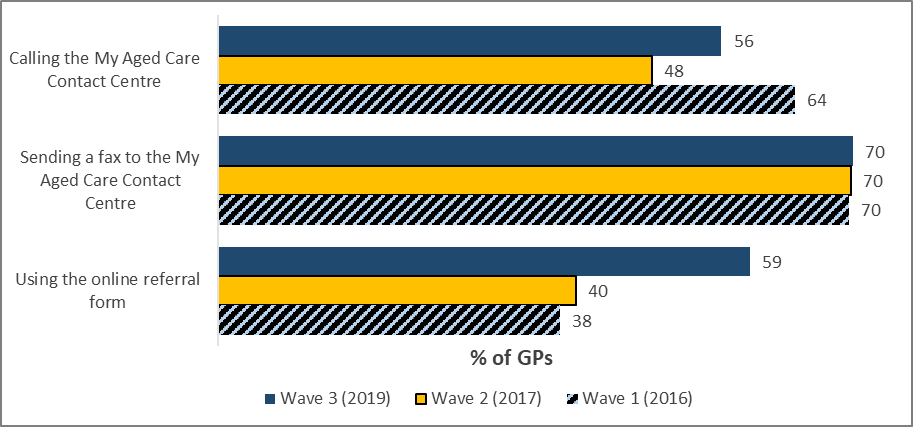 Calling the My Aged Care
Contact Centre
56
48
64
Sending a fax to the My
Aged Care Contact
Centre
70
70
70
Using the online referral
form
59
40
38
% of GPs
Wave 3 (2019) Wave 2 (2017) Wave 1 (2016)